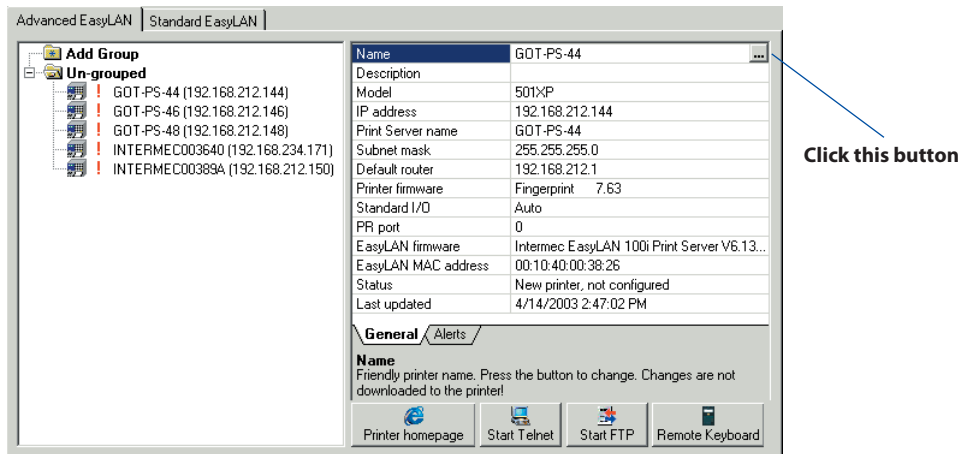 Advanced EasyLAN
Standard EasyLAN
Add Group
Un-grouped
GOT-PS-44 (192.168.212.144)
GOT-PS-46 (192.168.212.146)
GOT-PS-48 (192.168.212.148)
INTERMEC003640 (192.168.234.171)
INTERMEC00389A (192.168.212.150)
Name GOT-PS-44 ...
Description
Model 501XP
IP address 192.168.212.144
Print Server name GOT-PS-44
Subnet mask 255.255.255.0
Default router 192.168.212.1
Printer firmware Fingerprint 7.63
Standard I/O Auto
PR port 0
EasyLAN firmware Intermec EasyLAN 100i Print Server V6.13...
EasyLAN MAC address 00:10:40:00:38:26
Status New printer, not configured
Last updated 4/14/2003 2:47:02 PM
General Alerts
Name
Friendly printer name. Press the button to change. Changes are not
downloaded to the printer!
Printer homepage
Start Telnet
Start FTP
Remote Keyboard
Click this button